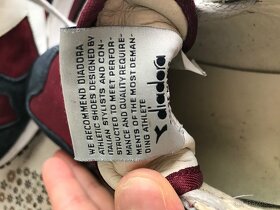 WE RECOMMEND DIADORA
ATHLETIC SHOES DESIGNED BY
ITALIAN STYLISTS AND CON-
STRUCTED TO MEET PERFOR-
MANCE AND QUALITY REQUIRE-
MENTS OF THE MOST DEMAN-
DING ATHLETE
diadora